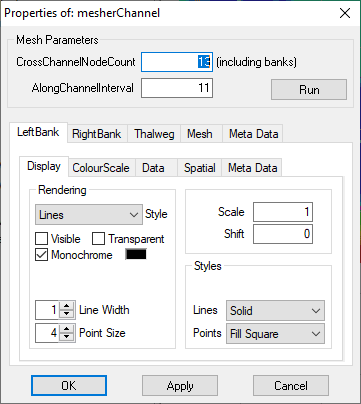 Properties of: mesherChannel
Mesh Parameters
CrossChannelNodeCount 13 (including banks)
AlongChannelInterval 11 Run
LeftBank RightBank Thalweg Mesh Meta Data
Display ColourScale Data Spatial Meta Data
Rendering
Lines Style
Visible Transparent
Monochrome
1 Line Width
4 Point Size
Scale 1
Shift 0
Styles
Lines Solid
Points Fill Square
OK Apply Cancel